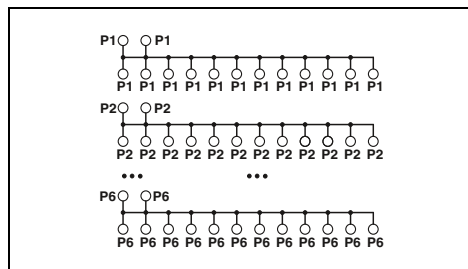 P1 P1
P1 P1 P1 P1 P1 P1 P1 P1 P1 P1 P1 P1
P2 P2
P2 P2 P2 P2 P2 P2 P2 P2 P2 P2 P2 P2
••• •••
P6 P6
P6 P6 P6 P6 P6 P6 P6 P6 P6 P6 P6 P6